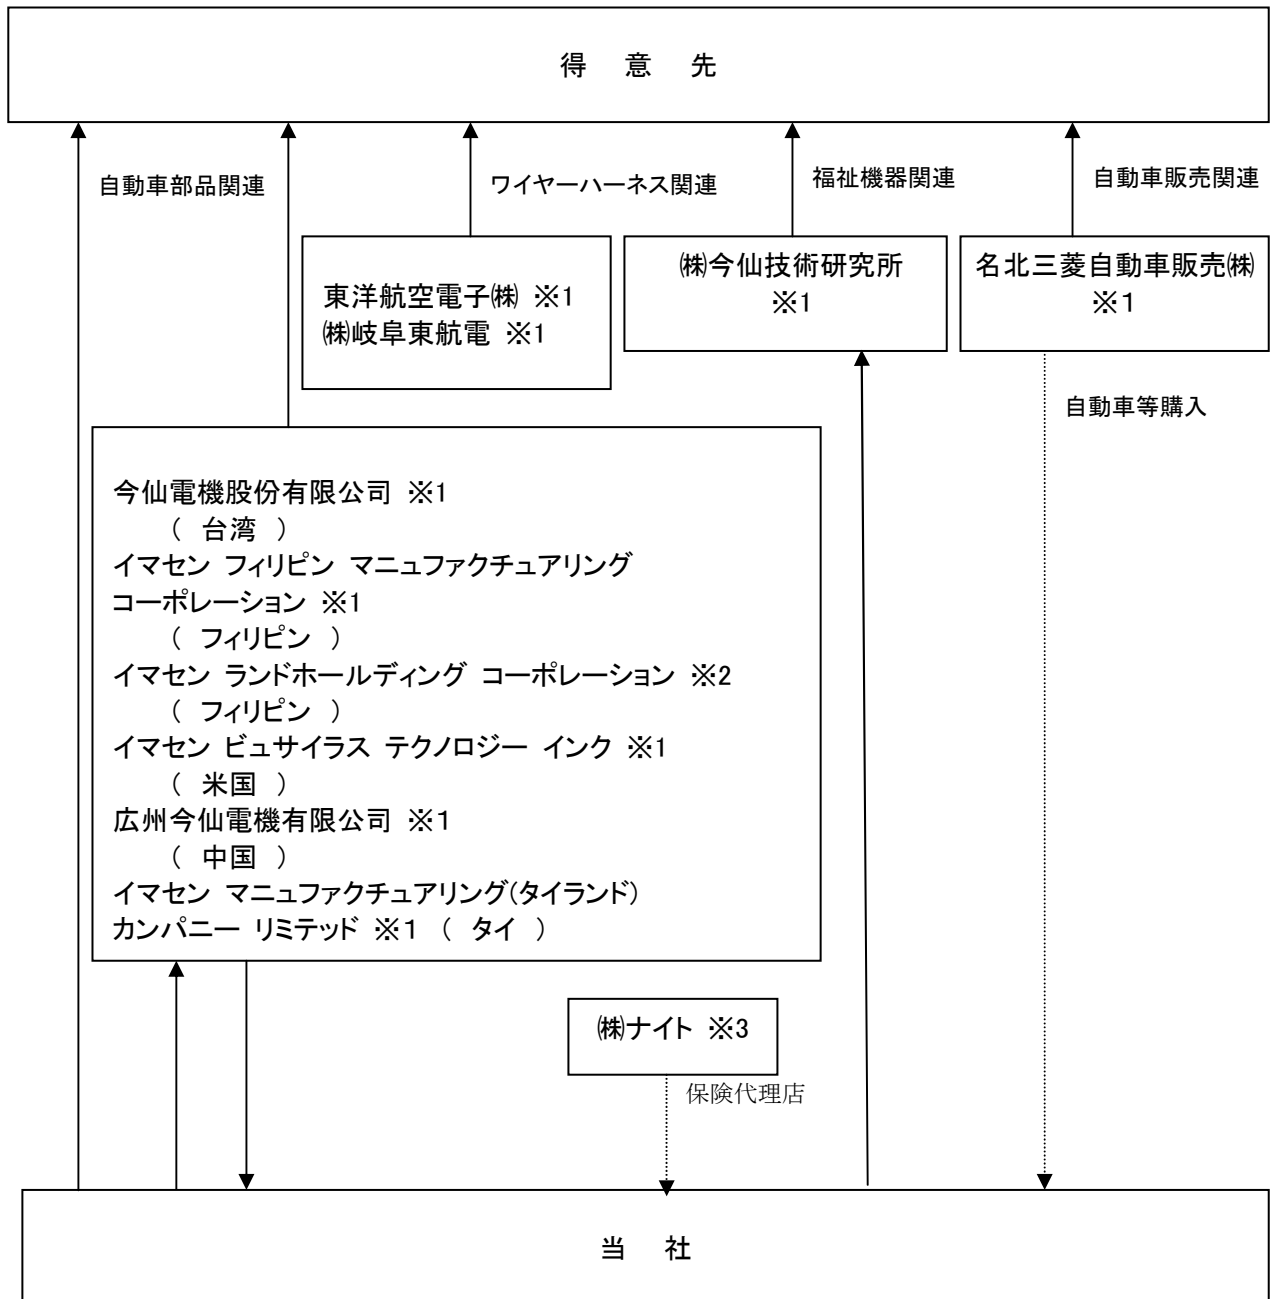 得 意 先
自動車部品関連
ワイヤーハーネス関連
福祉機器関連
自動車販売関連
東洋航空電子㈱ ※1
㈱岐阜東航電 ※1
㈱今仙技術研究所
※1
名北三菱自動車販売㈱
※1
自動車等購入
今仙電機股份有限公司 ※1
( 台湾 )
イマセン フィリピン マニュファクチュアリング
コーポレーション ※1
( フィリピン )
イマセン ランドホールディング コーポレーション ※2
( フィリピン )
イマセン ビュサイラス テクノロジー インク ※1
( 米国 )
広州今仙電機有限公司 ※1
( 中国 )
イマセン マニュファクチュアリング(タイランド)
カンパニー リミテッド ※1 ( タイ )
㈱ナイト ※3
保険代理店
当 社